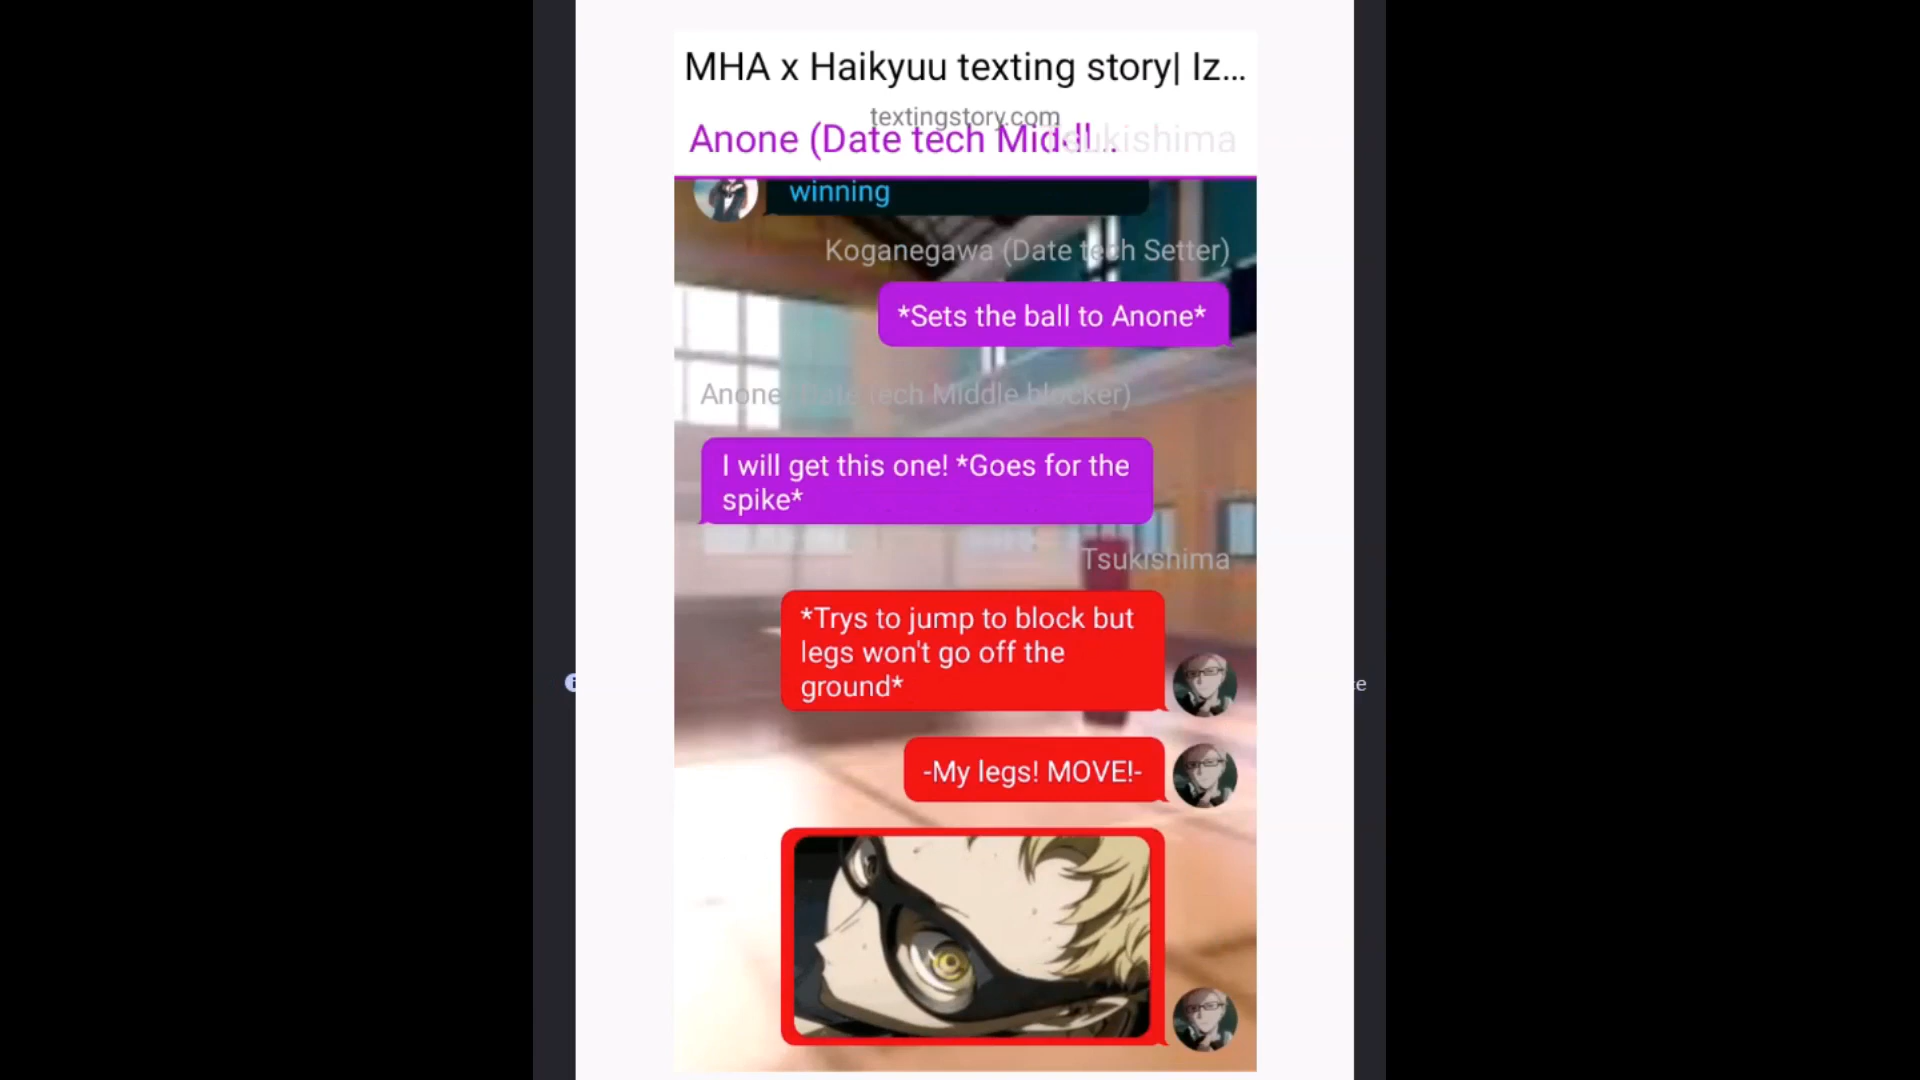 MHA x Haikyuu texting story| Iz...
textingstory.com
Anone (Date tech Middl...
Tsukishima
winning
Koganegawa (Date tech Setter)
*Sets the ball to Anone*
Anone (Date tech Middle blocker)
I will get this one! *Goes for the
spike*
Tsukishima
*Trys to jump to block but
legs won't go off the
ground*
-My legs! MOVE!-